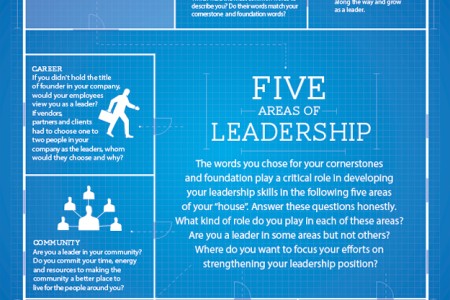 describe you? Do their words match your
cornerstone and foundation words?
along the way and grow
as a leader.
CAREER
If you didn't hold the title
of founder in your company,
would your employees
view you as a leader?
If vendors,
partners and clients
had to choose one to
two people in your
company as the leaders, whom
would they choose and why?
FIVE
AREAS OF
LEADERSHIP
The words you chose for your cornerstones
and foundation play a critical role in developing
your leadership skills in the following five areas
of your “house”. Answer these questions honestly.
What kind of role do you play in each of these areas?
Are you a leader in some areas but not others?
Where do you want to focus your efforts on
strengthening your leadership position?
COMMUNITY
Are you a leader in your community?
Do you commit your time, energy
and resources to making the
community a better place to
live for the people around you?